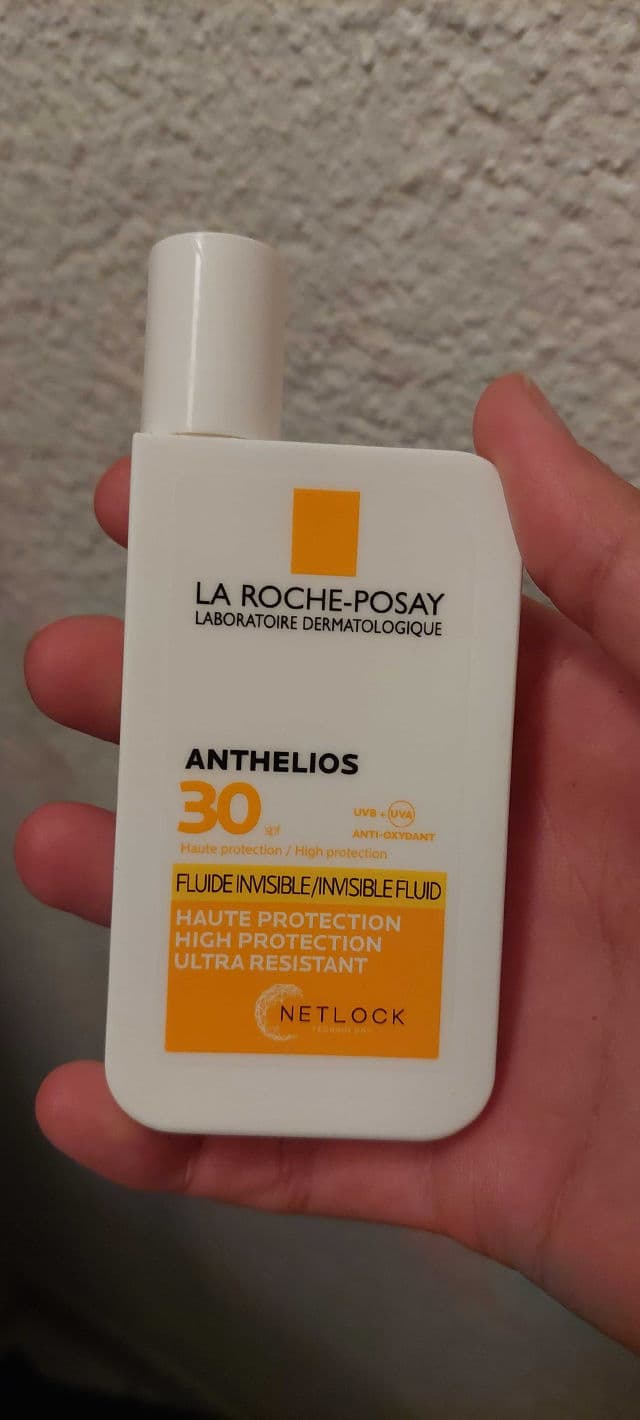 LA ROCHE-POSAY
LABORATOIRE DERMATOLOGIQUE
ANTHELIOS
30 spf
UVB + UVA
ANTI-OXYDANT
Haute protection / High protection
FLUIDE INVISIBLE/INVISIBLE FLUID
HAUTE PROTECTION
HIGH PROTECTION
ULTRA RESISTANT
NETLOCK